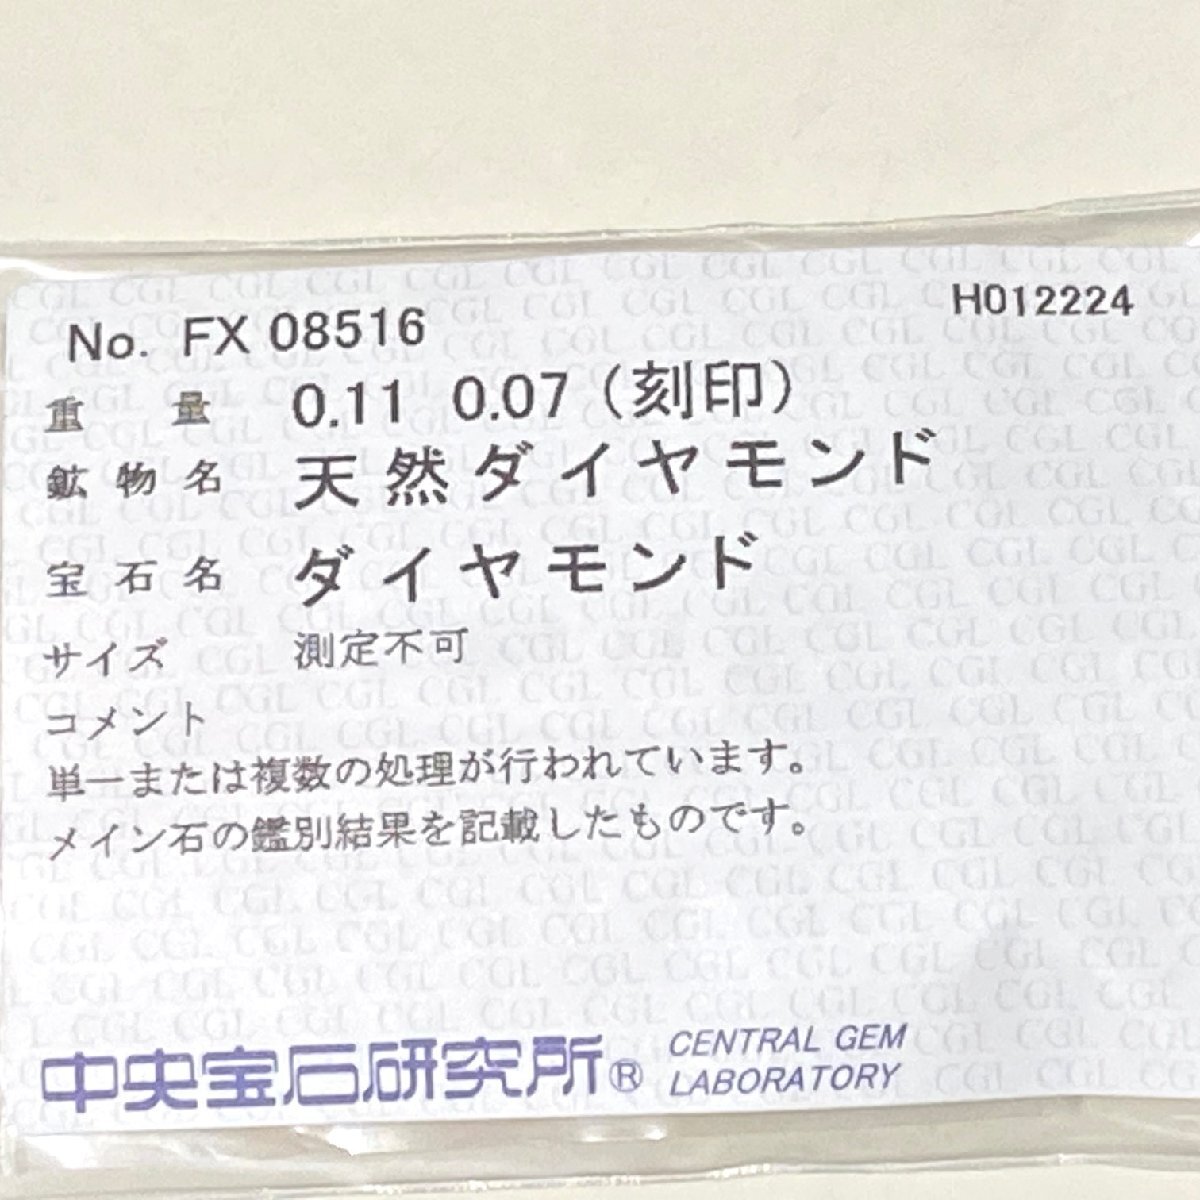 No. FX 08516 H012224
重量 0.11 0.07 (刻印)
鉱物名 天然ダイヤモンド
宝石名 ダイヤモンド
サイズ 測定不可
コメント
単一または複数の処理が行われています。
メイン石の鑑別結果を記載したものです。
中央宝石研究所® CENTRAL GEM
LABORATORY